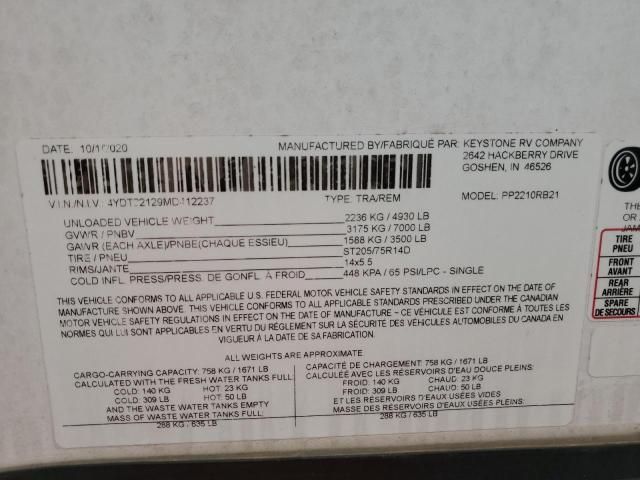 DATE: 10/1 2020
MANUFACTURED BY/FABRIQUÉ PAR: KEYSTONE RV COMPANY
2642 HACKBERRY DRIVE
GOSHEN, IN 46526
V.I.N./N.I.V.: 4YDT 2129MD 12237
TYPE: TRA/REM
MODEL: PP2210RB21
UNLOADED VEHICLE WEIGHT 2236 KG / 4930 LB
GVWR / PNBV 3175 KG / 7000 LB
GAWR (EACH AXLE)/PNBE(CHAQUE ESSIEU) 1588 KG / 3500 LB
TIRE / PNEU ST205/75R14D
RIMS/JANTE 14x5.5
COLD INFL. PRESS/PRESS. DE GONFL. À FROID 448 KPA / 65 PSI/LPC - SINGLE
THIS VEHICLE CONFORMS TO ALL APPLICABLE U.S. FEDERAL MOTOR VEHICLE SAFETY STANDARDS IN EFFECT ON THE DATE OF
MANUFACTURE SHOWN ABOVE. / THIS VEHICLE CONFORMS TO ALL APPLICABLE STANDARDS PRESCRIBED UNDER THE CANADIAN
MOTOR VEHICLE SAFETY REGULATIONS IN EFFECT ON THE DATE OF MANUFACTURE – CE VÉHICULE EST CONFORME À TOUTES LES
NORMES QUI LUI SONT APPLICABLES EN VERTU DU RÈGLEMENT SUR LA SÉCURITÉ DES VÉHICULES AUTOMOBILES DU CANADA EN
VIGUEUR À LA DATE DE SA FABRICATION.
ALL WEIGHTS ARE APPROXIMATE
CARGO-CARRYING CAPACITY: 758 KG / 1671 LB
CALCULATED WITH THE FRESH WATER TANKS FULL
COLD: 140 KG HOT: 23 KG
COLD: 309 LB HOT: 50 LB
AND THE WASTE WATER TANKS EMPTY
MASS OF WASTE WATER TANKS FULL:
288 KG / 635 LB
CAPACITÉ DE CHARGEMENT: 758 KG / 1671 LB
CALCULÉE AVEC LES RÉSERVOIRS D'EAU DOUCE PLEINS:
FROID: 140 KG CHAUD: 23 KG
FROID: 309 LB CHAUD: 50 LB
ET LES RÉSERVOIRS D'EAUX USÉES VIDES
MASSE DES RÉSERVOIRS D'EAUX USÉES PLEINS:
288 KG / 635 LB
THE
OR
JAM
TIRE
PNEU
FRONT
AVANT
REAR
ARRIÈRE
SPARE
DE SECOURS